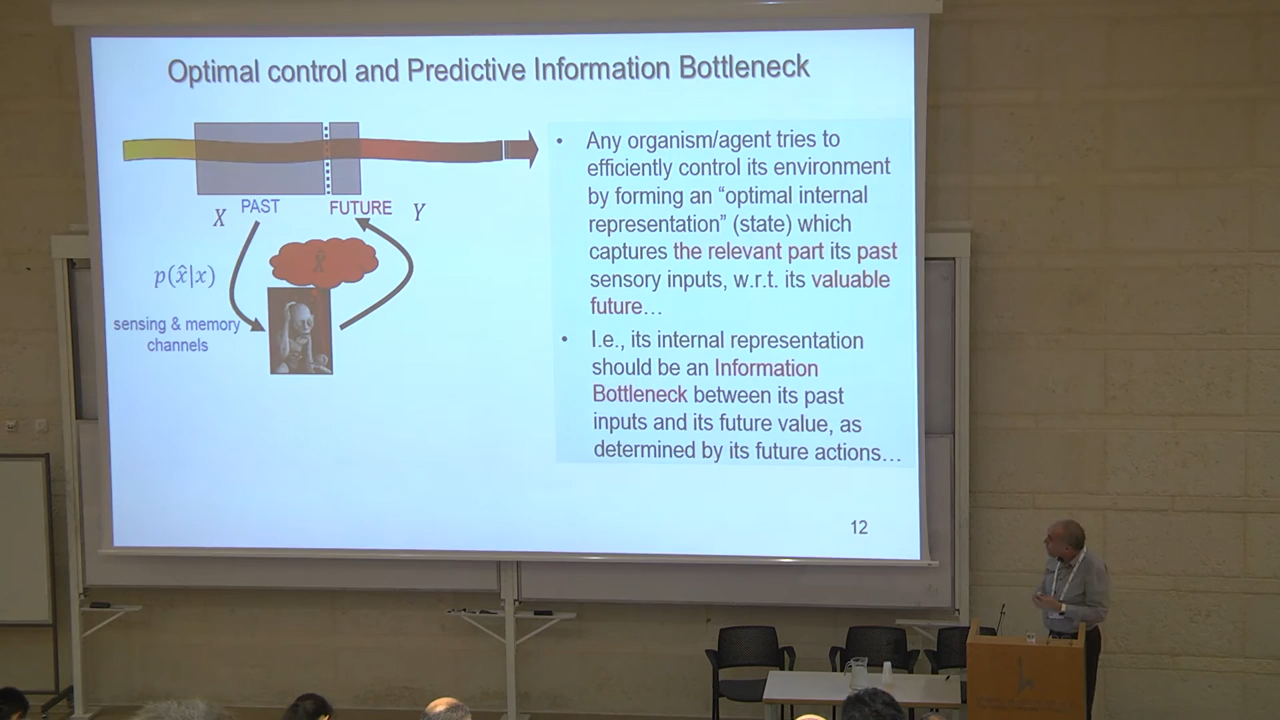 Optimal control and Predictive Information Bottleneck
X PAST FUTURE Y
X̂
p(x̂|x)
sensing & memory
channels
• Any organism/agent tries to
efficiently control its environment
by forming an “optimal internal
representation” (state) which
captures the relevant part its past
sensory inputs, w.r.t. its valuable
future…
• I.e., its internal representation
should be an Information
Bottleneck between its past
inputs and its future value, as
determined by its future actions…
12